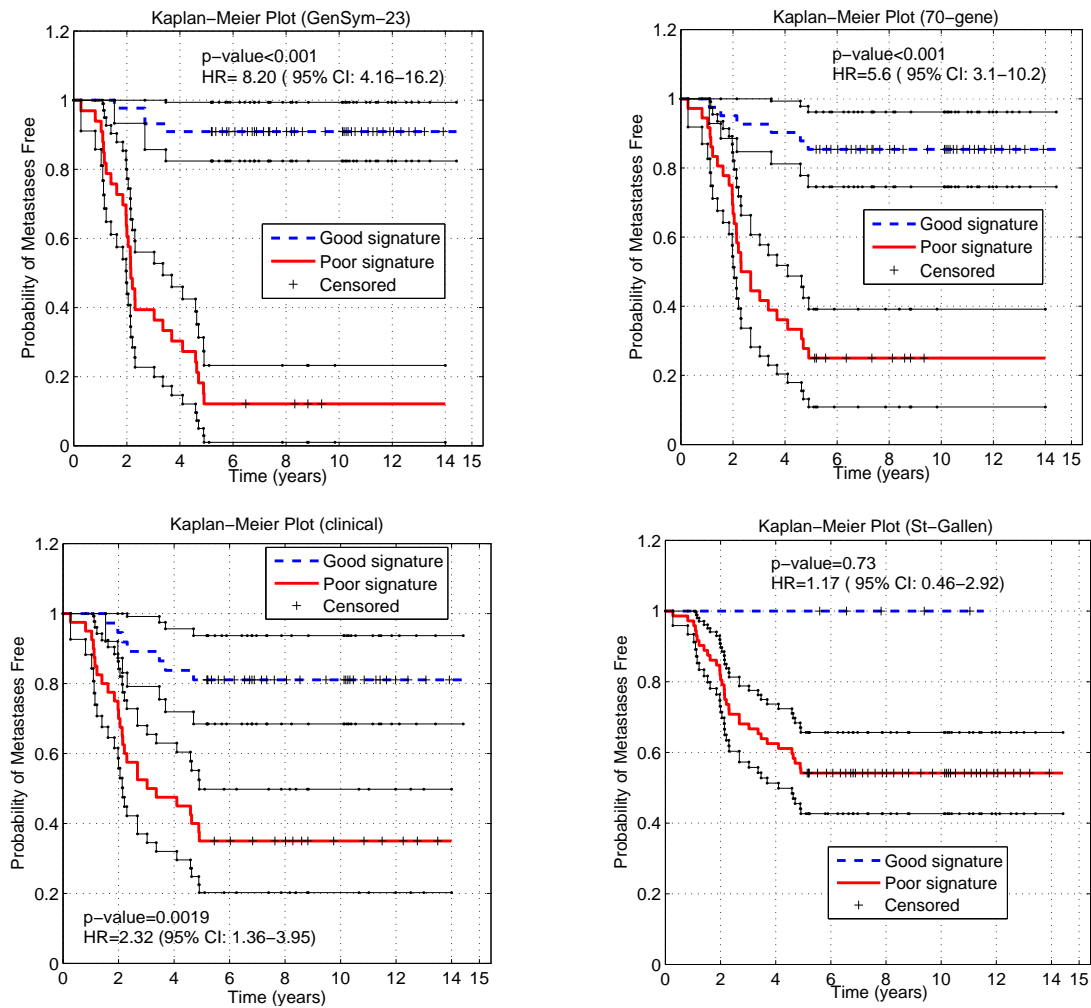 Kaplan−Meier Plot (GenSym−23)
1.2
1
0.8
0.6
0.4
0.2
0
Probability of Metastases Free
p−value<0.001
HR= 8.20 ( 95% CI: 4.16−16.2)
Good signature
Poor signature
Censored
0 2 4 6 8 10 12 14 15
Time (years)
Kaplan−Meier Plot (70−gene)
1.2
1
0.8
0.6
0.4
0.2
0
Probability of Metastatses Free
p−value<0.001
HR=5.6 ( 95% CI: 3.1−10.2)
Good signature
Poor signature
Censored
0 2 4 6 8 10 12 14 15
Time (years)
Kaplan−Meier Plot (clinical)
1.2
1
0.8
0.6
0.4
0.2
0
Probability of Metastases Free
Good signature
Poor signature
Censored
p−value=0.0019
HR=2.32 (95% CI: 1.36−3.95)
0 2 4 6 8 10 12 14 15
Time (years)
Kaplan−Meier Plot (St−Gallen)
1.2
1
0.8
0.6
0.4
0.2
0
Probability of Metastases Free
p−value=0.73
HR=1.17 ( 95% CI: 0.46−2.92)
Good signature
Poor signature
Censored
0 2 4 6 8 10 12 14 15
Time (years)